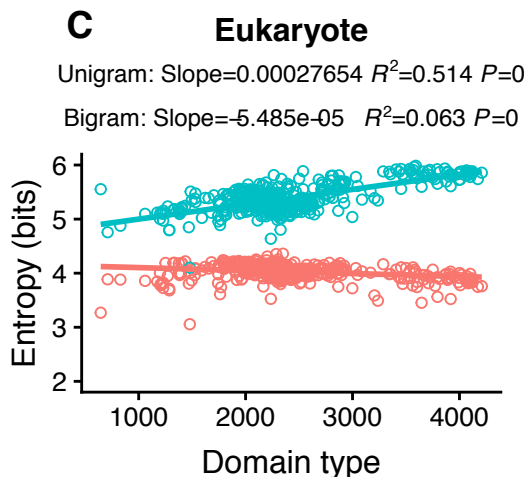 C Eukaryote
Unigram: Slope=0.00027654 R²=0.514 P=0
Bigram: Slope=−5.485e−05 R²=0.063 P=0
Entropy (bits)
6
5
4
3
2
1000 2000 3000 4000
Domain type